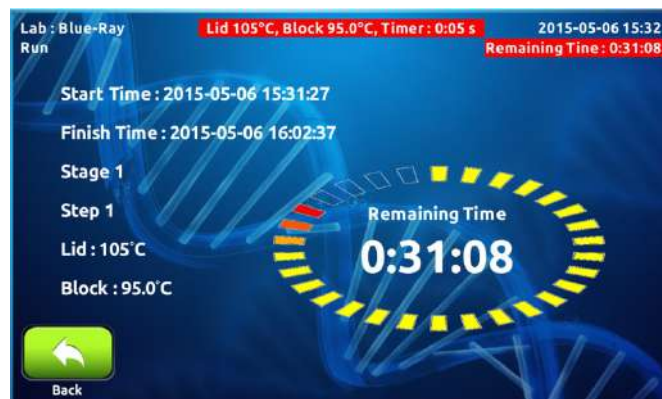 Lab : Blue-Ray
Lid 105°C, Block 95.0°C, Timer : 0:05 s
2015-05-06 15:32
Run
Remaining Tine : 0:31:08
Start Time : 2015-05-06 15:31:27
Finish Time : 2015-05-06 16:02:37
Stage 1
Step 1
Lid : 105°C
Block : 95.0°C
Remaining Time
0:31:08
Back